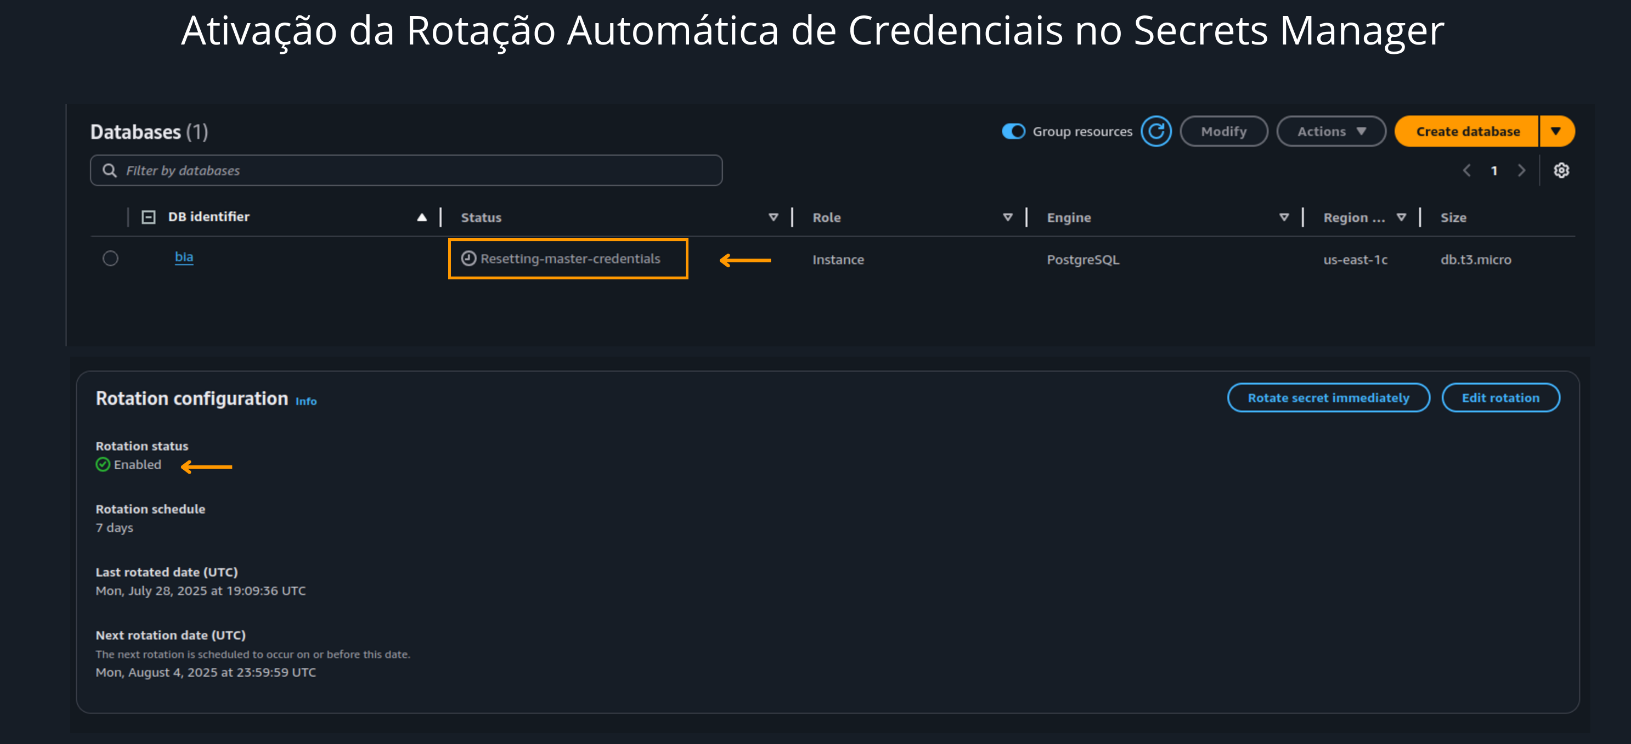 Ativação da Rotação Automática de Credenciais no Secrets Manager
Databases (1)
Group resources
Modify
Actions
Create database
Filter by databases
1
DB identifier
Status
Role
Engine
Region ...
Size
bia
Resetting-master-credentials
Instance
PostgreSQL
us-east-1c
db.t3.micro
Rotation configuration Info
Rotate secret immediately
Edit rotation
Rotation status
Enabled
Rotation schedule
7 days
Last rotated date (UTC)
Mon, July 28, 2025 at 19:09:36 UTC
Next rotation date (UTC)
The next rotation is scheduled to occur on or before this date.
Mon, August 4, 2025 at 23:59:59 UTC